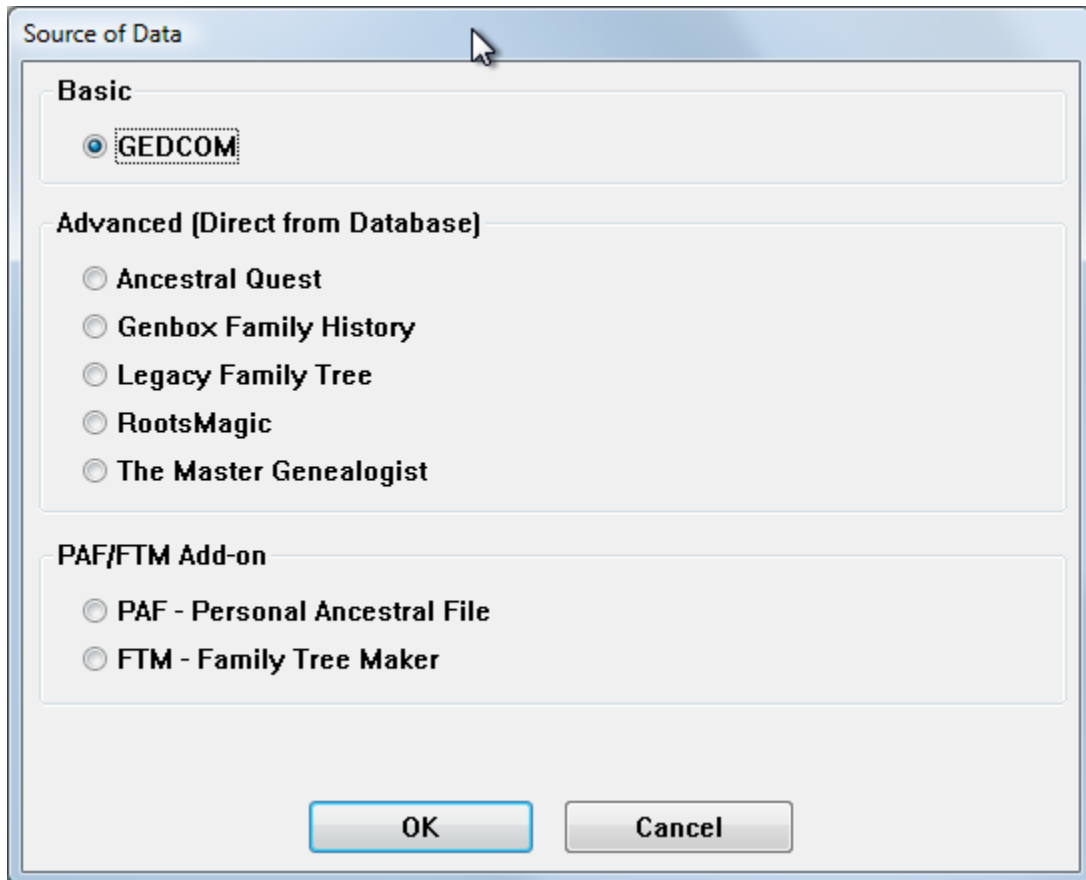 Source of Data
Basic
GEDCOM
Advanced (Direct from Database)
Ancestral Quest
Genbox Family History
Legacy Family Tree
RootsMagic
The Master Genealogist
PAF/FTM Add-on
PAF - Personal Ancestral File
FTM - Family Tree Maker
OK
Cancel